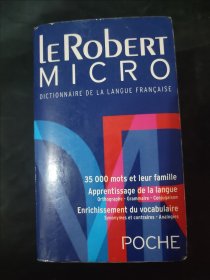 le Robert
MICRO
DICTIONNAIRE DE LA LANGUE FRANÇAISE
35 000 mots et leur famille
Apprentissage de la langue
Orthographe - Grammaire - Conjugaison
Enrichissement du vocabulaire
Synonymes et contraires - Analogies
POCHE